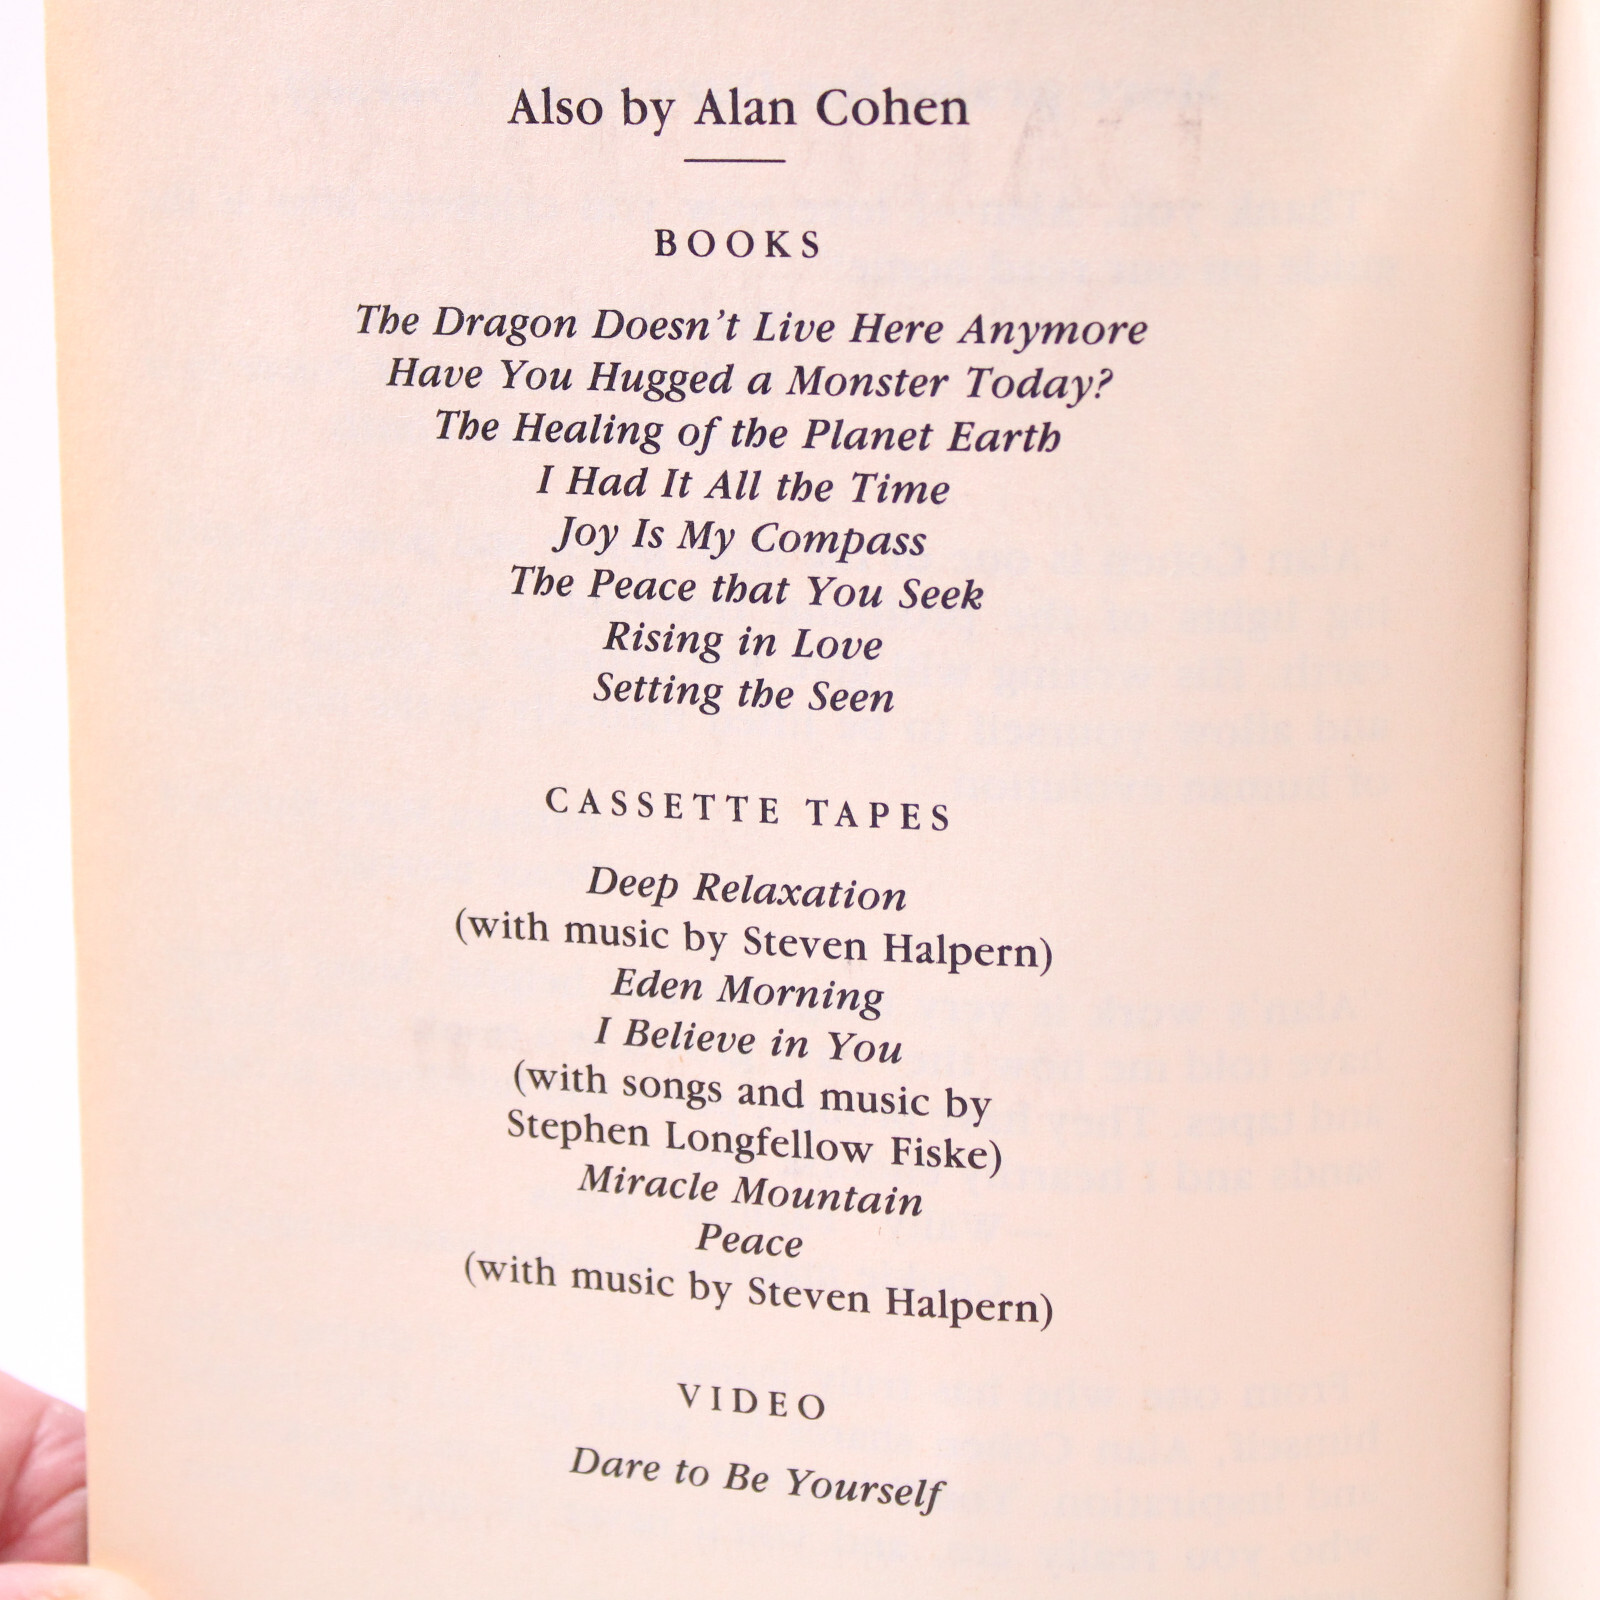 Also by Alan Cohen
BOOKS
The Dragon Doesn't Live Here Anymore
Have You Hugged a Monster Today?
The Healing of the Planet Earth
I Had It All the Time
Joy Is My Compass
The Peace that You Seek
Rising in Love
Setting the Seen
CASSETTE TAPES
Deep Relaxation
(with music by Steven Halpern)
Eden Morning
I Believe in You
(with songs and music by
Stephen Longfellow Fiske)
Miracle Mountain
Peace
(with music by Steven Halpern)
VIDEO
Dare to Be Yourself